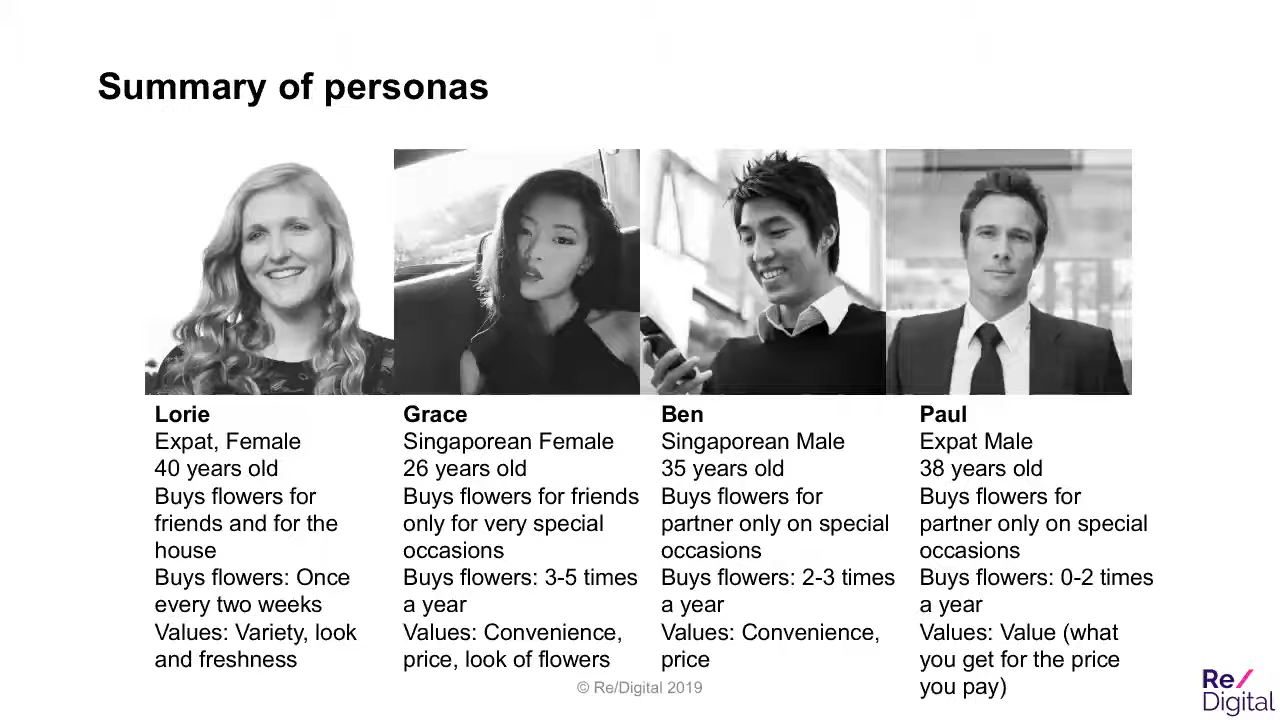 Summary of personas
Lorie
Expat, Female
40 years old
Buys flowers for
friends and for the
house
Buys flowers: Once
every two weeks
Values: Variety, look
and freshness
Grace
Singaporean Female
26 years old
Buys flowers for friends
only for very special
occasions
Buys flowers: 3-5 times
a year
Values: Convenience,
price, look of flowers
Ben
Singaporean Male
35 years old
Buys flowers for
partner only on special
occasions
Buys flowers: 2-3 times
a year
Values: Convenience,
price
Paul
Expat Male
38 years old
Buys flowers for
partner only on special
occasions
Buys flowers: 0-2 times
a year
Values: Value (what
you get for the price
you pay)
© Re/Digital 2019
Re/
Digital